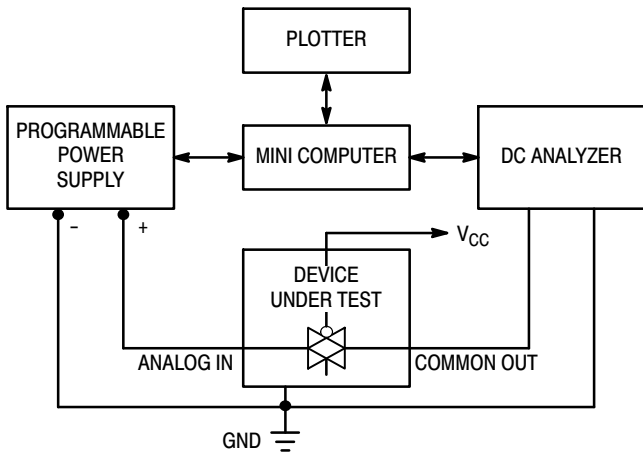 PLOTTER
PROGRAMMABLE
POWER
SUPPLY
MINI COMPUTER
DC ANALYZER
– +
VCC
DEVICE
UNDER TEST
ANALOG IN
COMMON OUT
GND